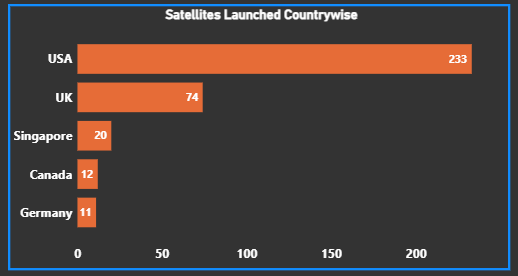 Satellites Launched Countrywise
USA 233
UK 74
Singapore 20
Canada 12
Germany 11
0 50 100 150 200